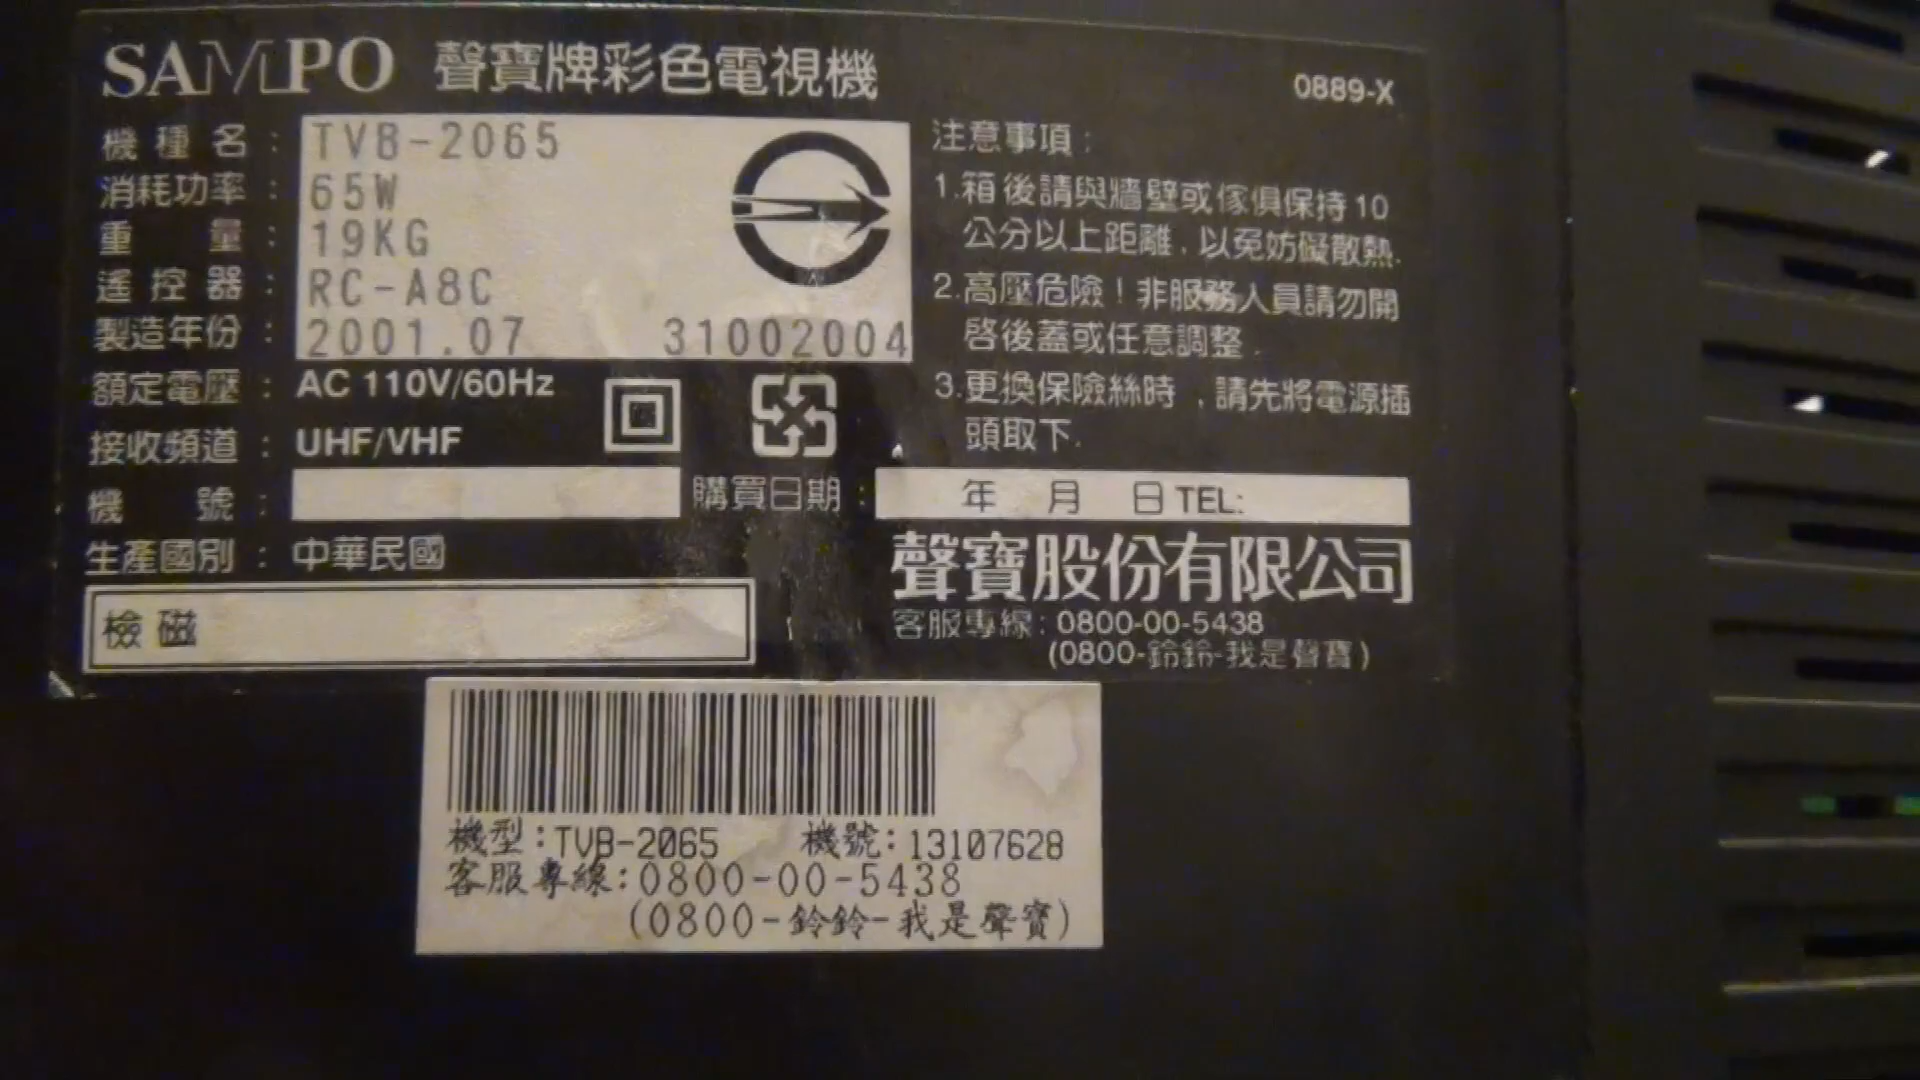 SAMPO 聲寶牌彩色電視機
0889-X
機種名：TVB-2065
消耗功率：65W
重量：19KG
遙控器：RC-A8C
製造年份：2001.07 31002004
額定電壓：AC 110V/60Hz
接收頻道：UHF/VHF
機號：
生產國別：中華民國
檢磁
注意事項：
1.箱後請與牆壁或傢俱保持10
公分以上距離，以免妨礙散熱.
2.高壓危險！非服務人員請勿開
啓後蓋或任意調整.
3.更換保險絲時，請先將電源插
頭取下.
購買日期：年 月 日 TEL:
聲寶股份有限公司
客服專線：0800-00-5438
(0800-鈴鈴-我是聲寶)
機型：TVB-2065 機號：13107628
客服專線：0800-00-5438
(0800-鈴鈴-我是聲寶)